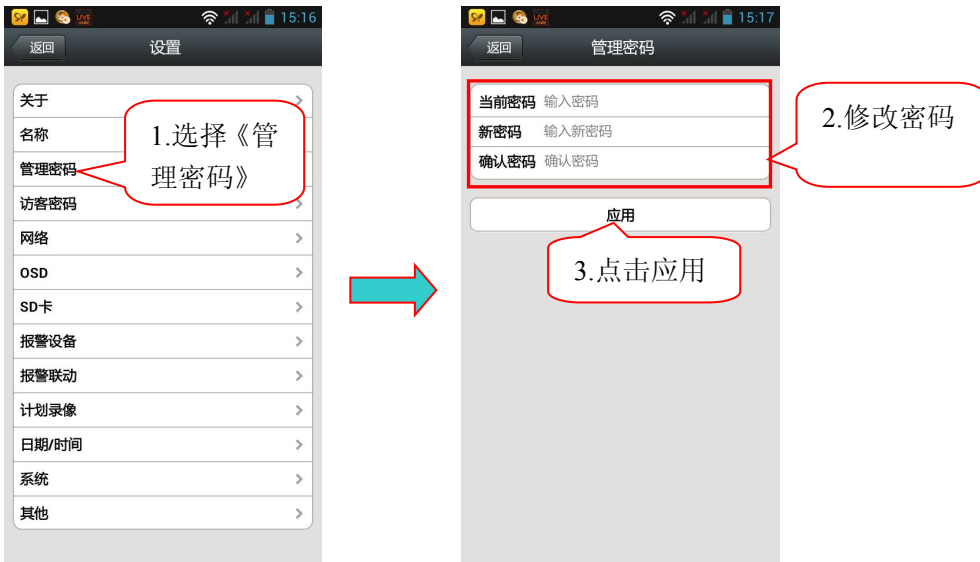 LIVE
15:16
返回
设置
关于
名称
管理密码
访客密码
网络
OSD
SD卡
报警设备
报警联动
计划录像
日期/时间
系统
其他
1.选择《管
理密码》
LIVE
15:17
返回
管理密码
当前密码 输入密码
新密码 输入新密码
确认密码 确认密码
应用
2.修改密码
3.点击应用